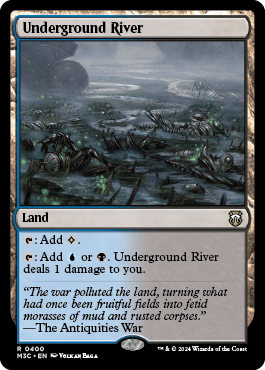 Underground River
Land
: Add .
: Add or . Underground River
deals 1 damage to you.
“The war polluted the land, turning what
had once been fruitful fields into fetid
morasses of mud and rusted corpses.”
—The Antiquities War
R 0400
M3C • EN Volkan Baga
™ & © 2024 Wizards of the Coast